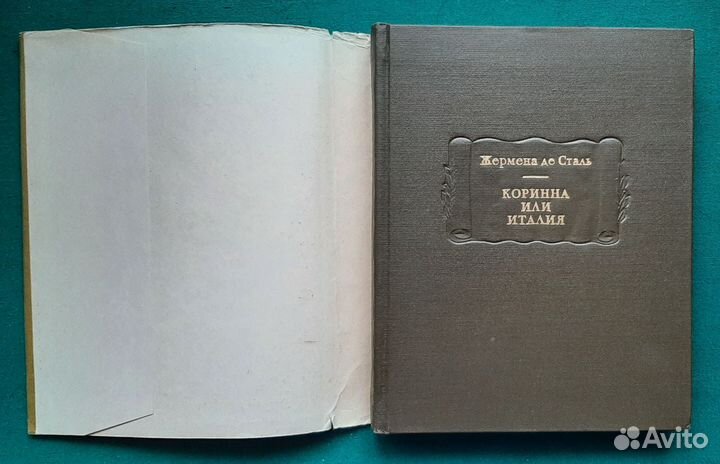 Жермена де Сталь
КОРИННА
ИЛИ
ИТАЛИЯ
Avito